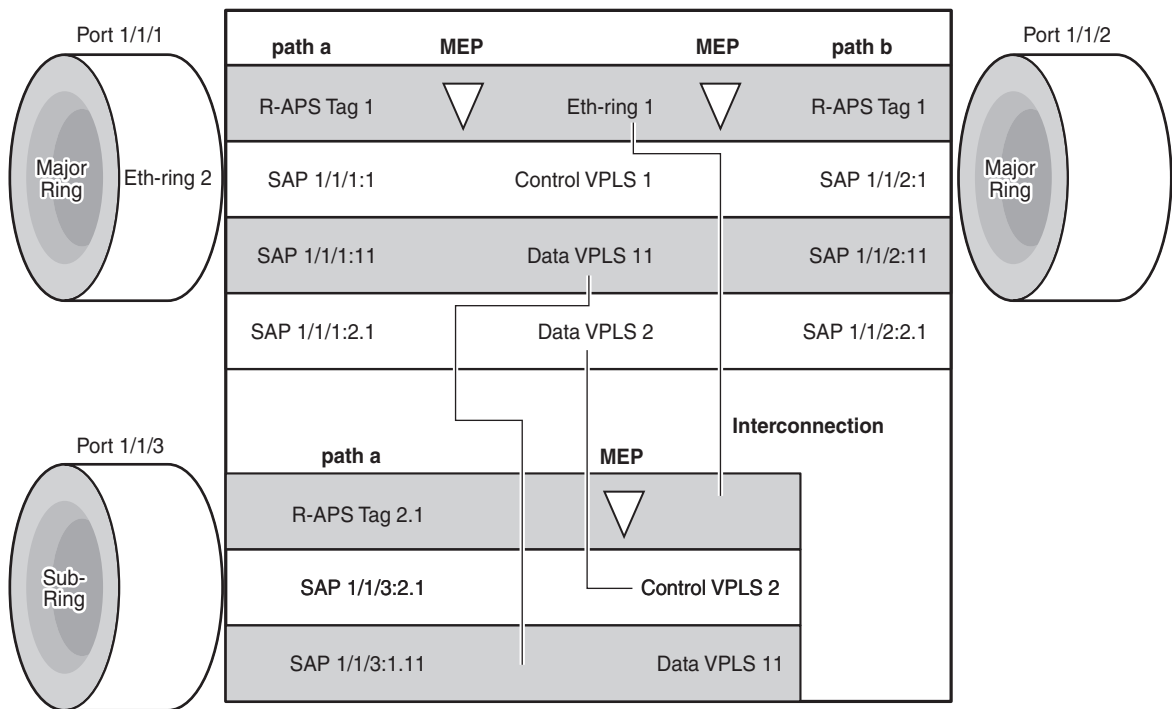 Port 1/1/1
Port 1/1/2
path a
MEP
MEP
path b
R-APS Tag 1
Eth-ring 1
R-APS Tag 1
Major
Ring
Eth-ring 2
SAP 1/1/1:1
Control VPLS 1
SAP 1/1/2:1
Major
Ring
SAP 1/1/1:11
Data VPLS 11
SAP 1/1/2:11
SAP 1/1/1:2.1
Data VPLS 2
SAP 1/1/2:2.1
Interconnection
Port 1/1/3
path a
MEP
R-APS Tag 2.1
Sub-
Ring
SAP 1/1/3:2.1
Control VPLS 2
SAP 1/1/3:1.11
Data VPLS 11